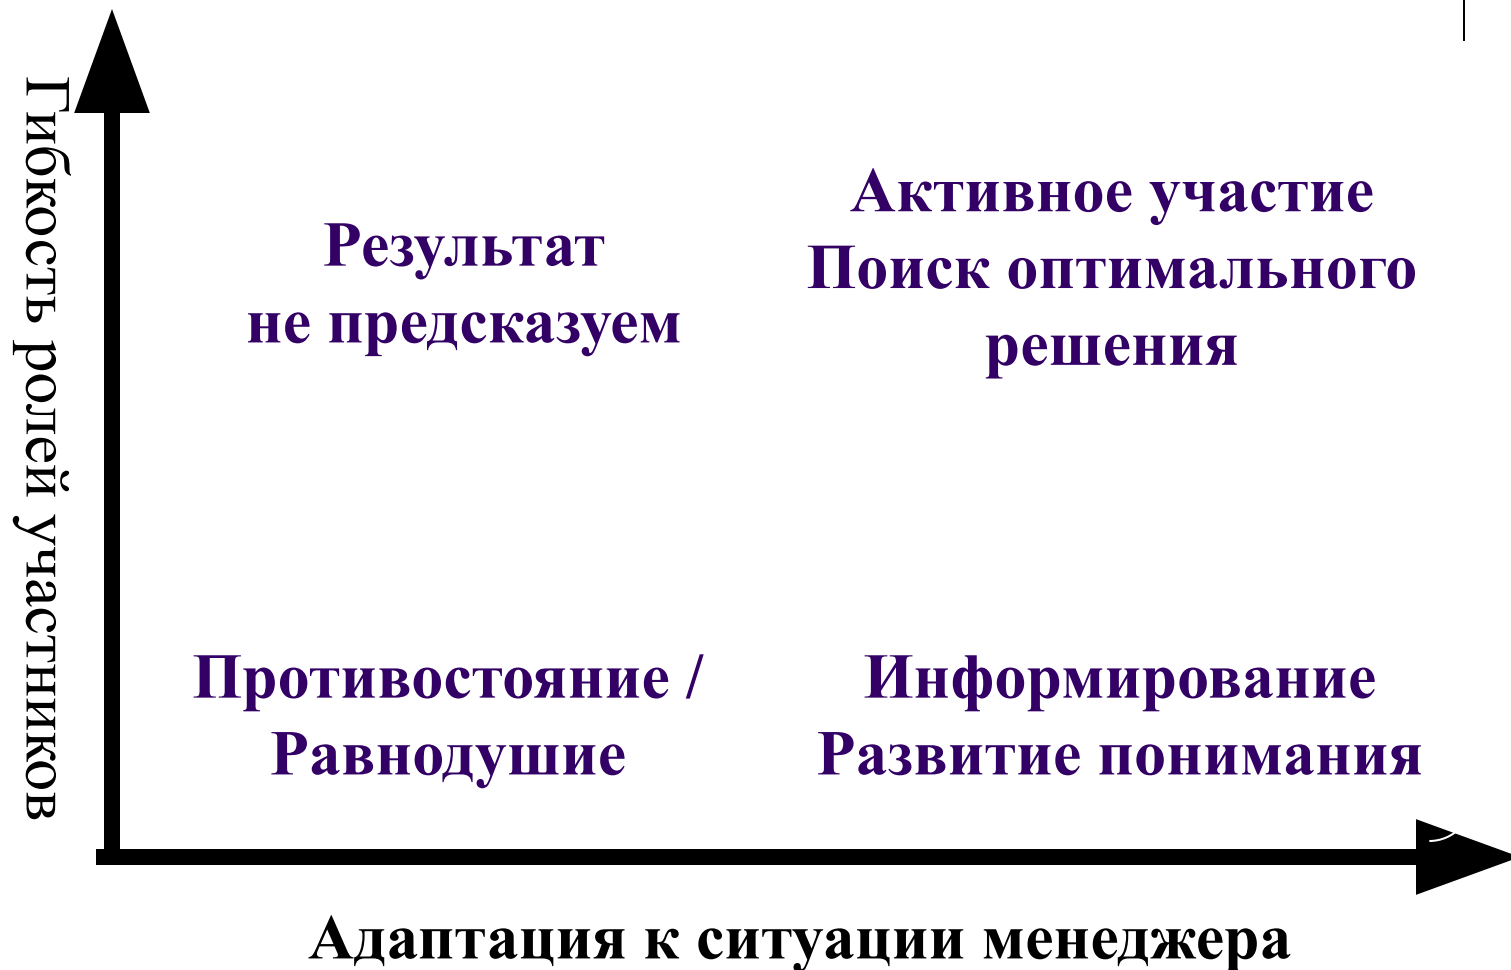 Гибкость ролей участников
Результат
не предсказуем
Активное участие
Поиск оптимального
решения
Противостояние /
Равнодушие
Информирование
Развитие понимания
Адаптация к ситуации менеджера